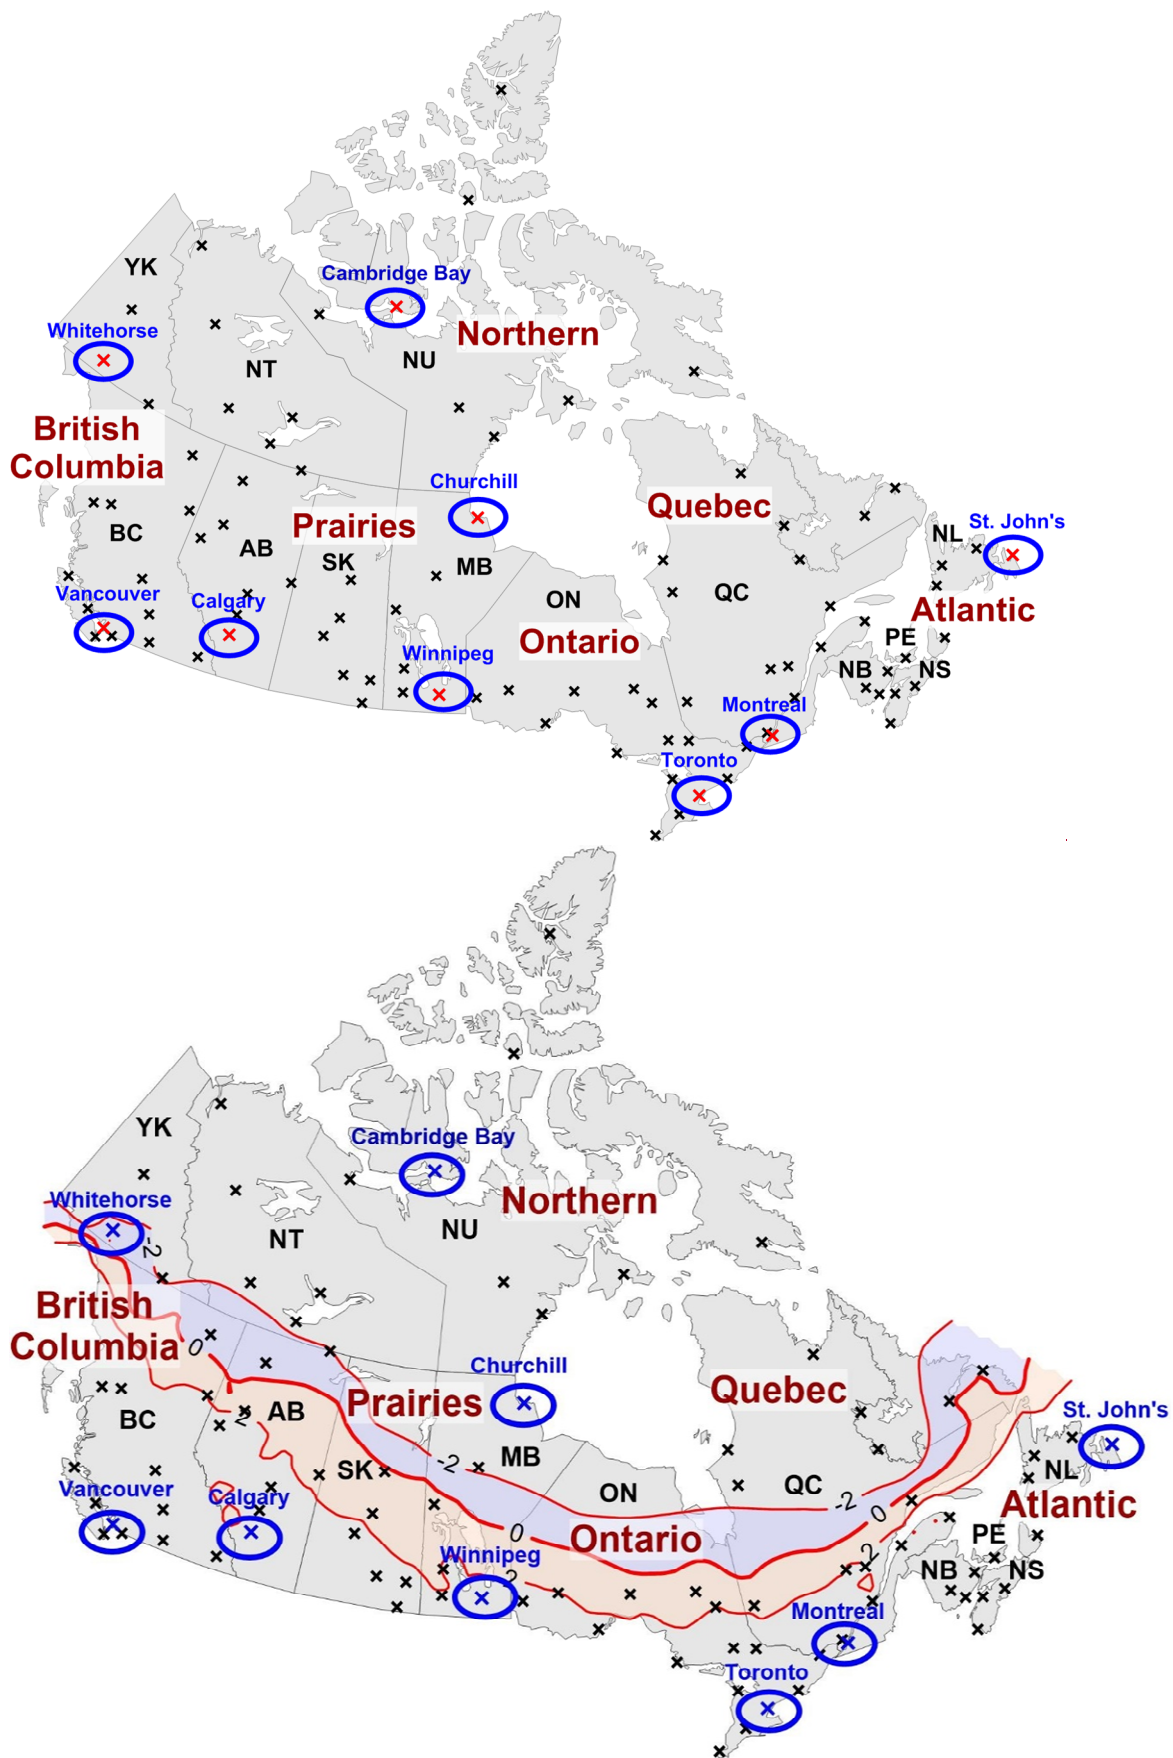 YK
Cambridge Bay
Whitehorse
Northern
NU
NT
British
Columbia
Churchill
Quebec
Prairies
St. John's
NL
BC
AB
SK
MB
Vancouver
Calgary
ON
QC
Atlantic
Ontario
PE
Winnipeg
NB
NS
Montreal
Toronto
YK
Cambridge Bay
Whitehorse
Northern
NU
NT
-2
British
Columbia
0
Churchill
Quebec
Prairies
St. John's
2
AB
BC
MB
-2
SK
NL
QC
ON
Vancouver
Calgary
-2
Atlantic
0
0
Ontario
PE
Winnipeg
2
2
NB
NS
Montreal
Toronto